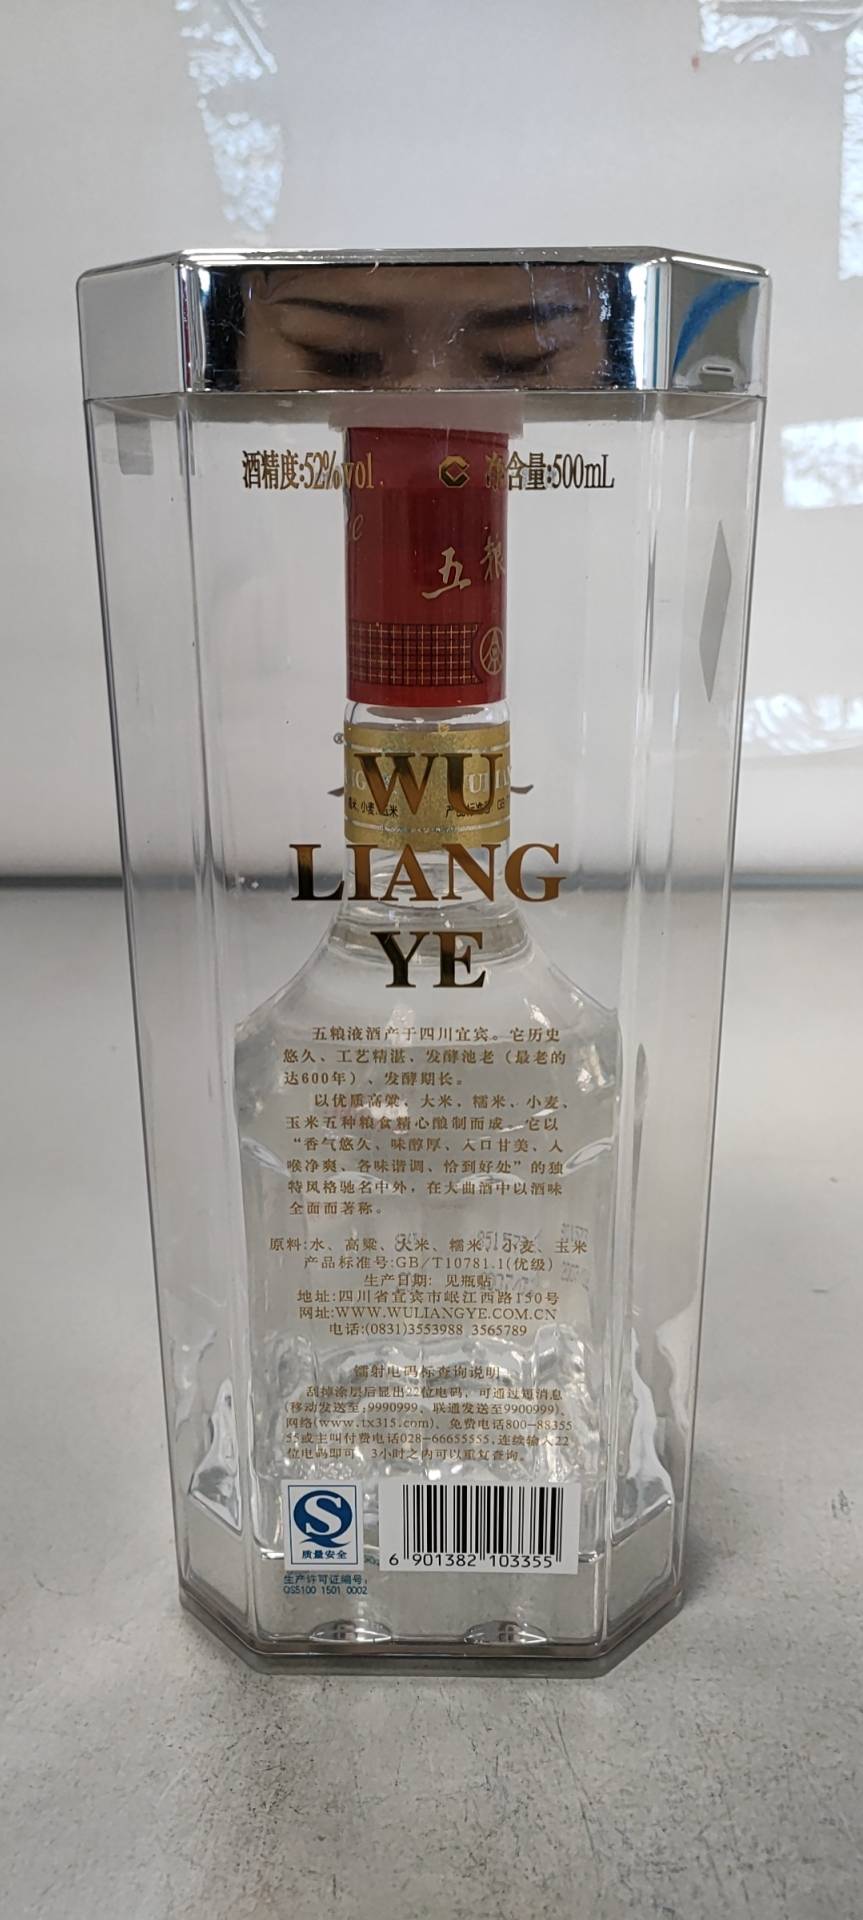 酒精度:52%vol 净含量:500mL
五粮
WU
LIANG
YE
五粮液酒产于四川宜宾。它历史
悠久、工艺精湛，发酵池老（最老的
达600年）、发酵期长。
以优质高粱、大米、糯米、小麦、
玉米五种粮食精心酿制而成。它以
“香气悠久、味醇厚、入口甘美、入
喉净爽、各味谐调、恰到好处”的独
特风格驰名中外，在大曲酒中以酒味
全面而著称。
原料:水、高粱、大米、糯米、小麦、玉米
产品标准号:GB/T10781.1(优级)
生产日期: 见瓶贴
地址:四川省宜宾市岷江西路150号
网址:WWW.WULIANGYE.COM.CN
电话:(0831)3553988 3565789
镭射电码标查询说明
刮掉涂层后显出22位电码，可通过短消息
(移动发送至:9990999、联通发送至9900999)、
网络(www.tx315.com)、免费电话800-88355
55或主叫付费电话028-66655555,连续输入22
位电码即可，3小时之内可以重复查询。
质量安全
生产许可证编号:
QS5100 1501 0002
6 901382 103355